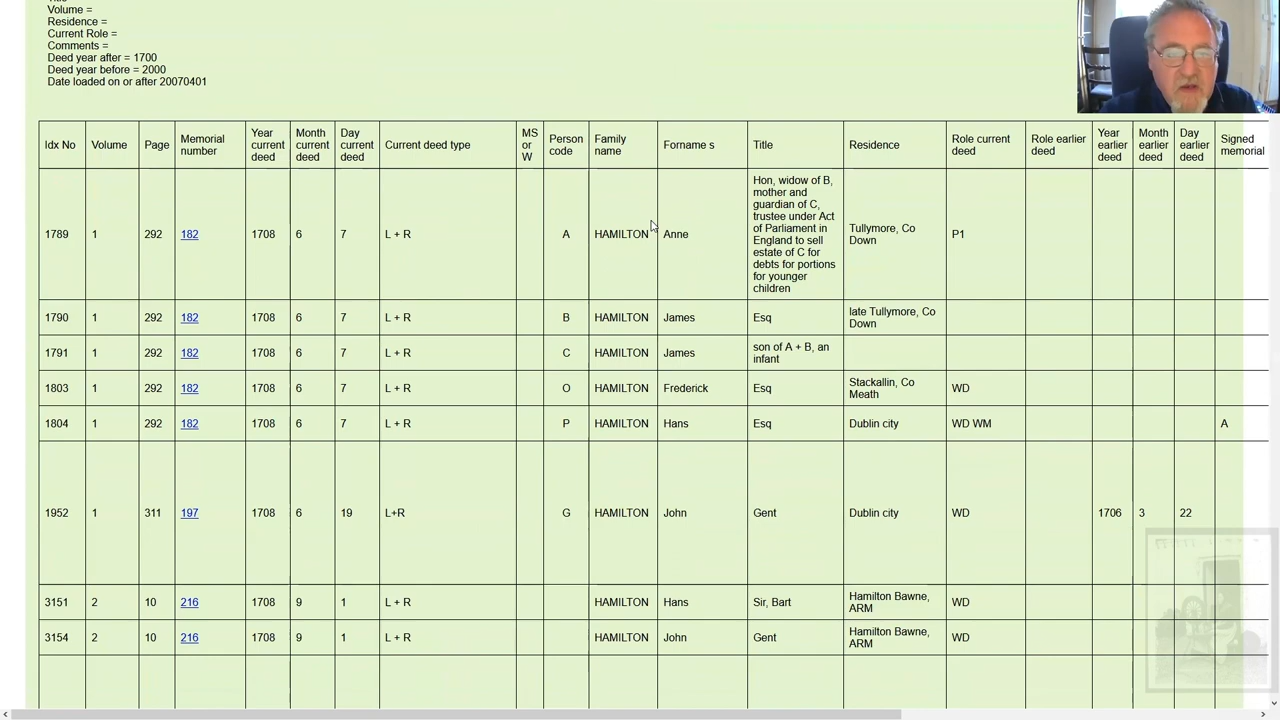 Volume =
Residence =
Current Role =
Comments =
Deed year after = 1700
Deed year before = 2000
Date loaded on or after 20070401
Idx No Volume Page Memorial number Year current deed Month current deed Day current deed Current deed type MS or W Person code Family name Forname s Title Residence Role current deed Role earlier deed Year earlier deed Month earlier deed Day earlier deed Signed memorial
1789 1 292 182 1708 6 7 L + R A HAMILTON Anne Hon, widow of B, mother and guardian of C, trustee under Act of Parliament in England to sell estate of C for debts for portions for younger children Tullymore, Co Down P1
1790 1 292 182 1708 6 7 L + R B HAMILTON James Esq late Tullymore, Co Down
1791 1 292 182 1708 6 7 L + R C HAMILTON James son of A + B, an infant
1803 1 292 182 1708 6 7 L + R O HAMILTON Frederick Esq Stackallin, Co Meath WD
1804 1 292 182 1708 6 7 L + R P HAMILTON Hans Esq Dublin city WD WM A
1952 1 311 197 1708 6 19 L+R G HAMILTON John Gent Dublin city WD 1706 3 22
3151 2 10 216 1708 9 1 L + R HAMILTON Hans Sir, Bart Hamilton Bawne, ARM WD
3154 2 10 216 1708 9 1 L + R HAMILTON John Gent Hamilton Bawne, ARM WD